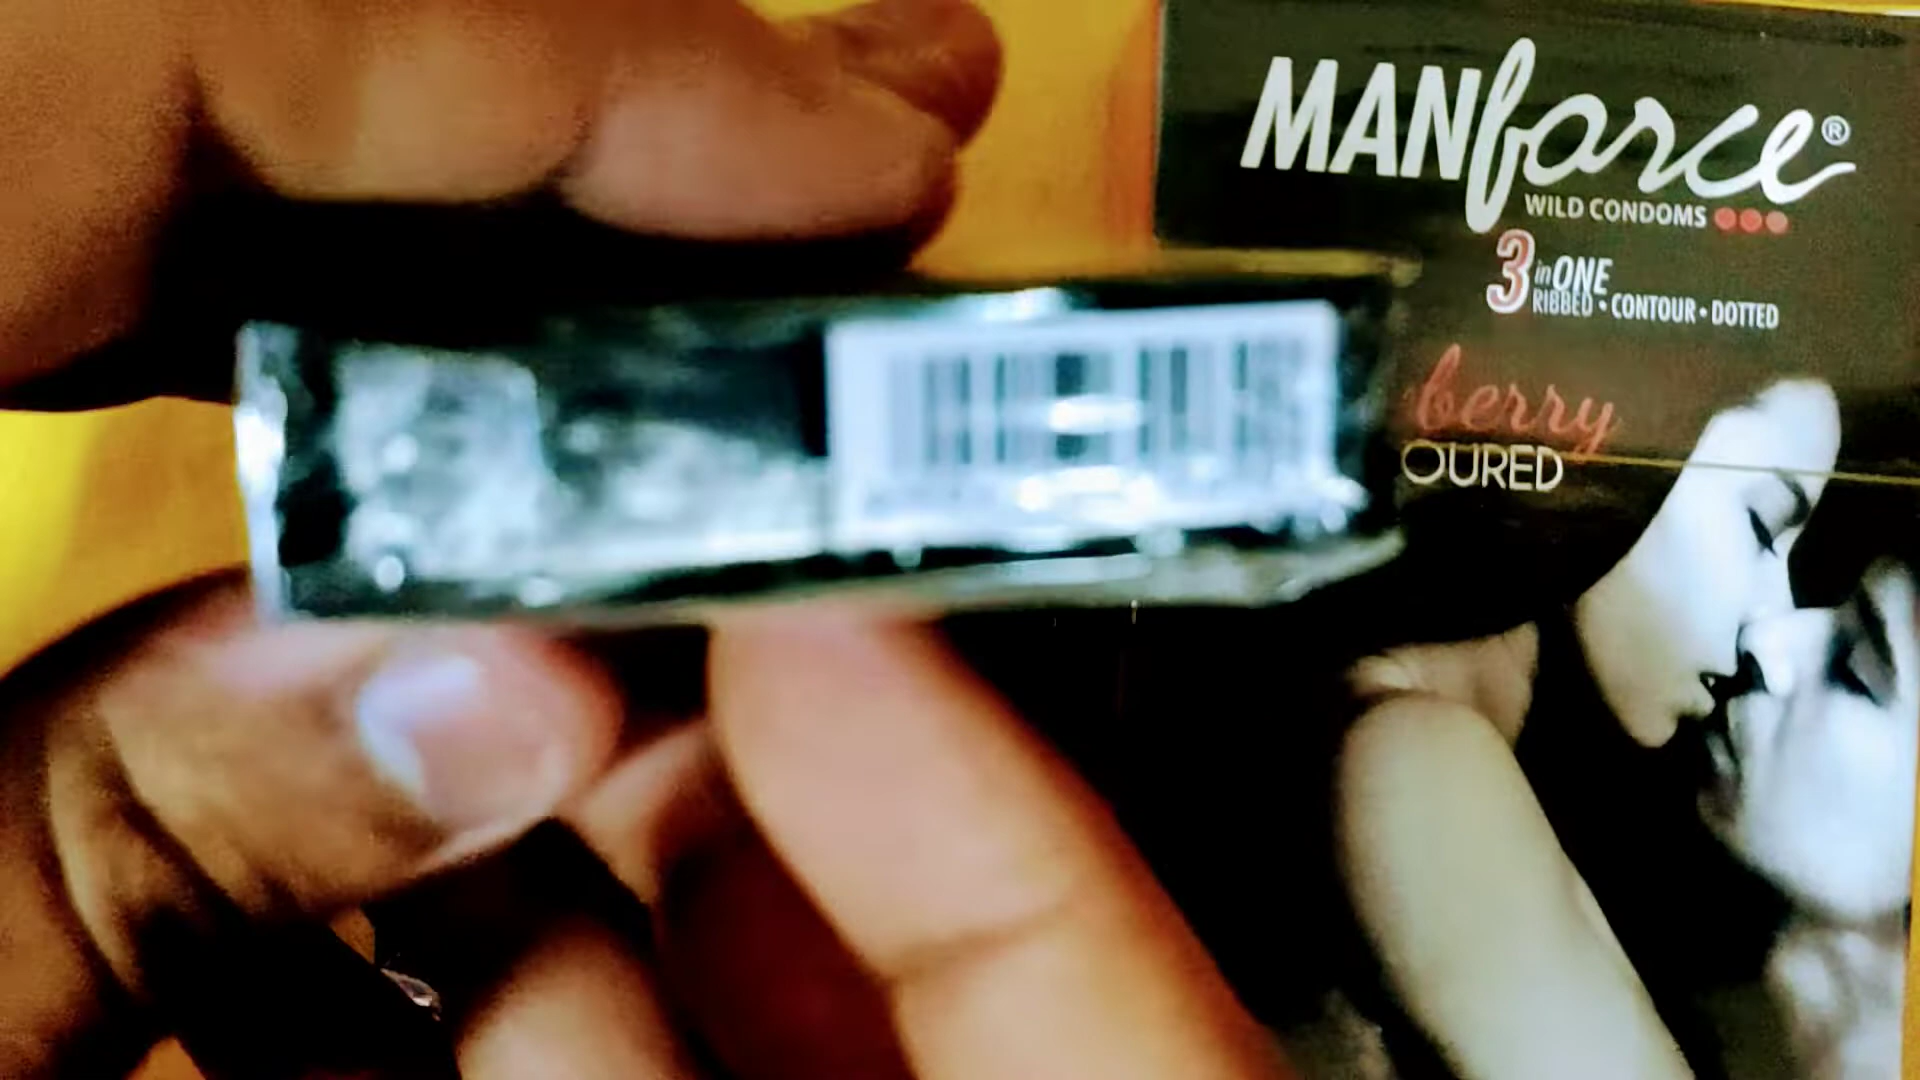 MANforce®
WILD CONDOMS
3 in ONE
RIBBED • CONTOUR • DOTTED
berry
OURED